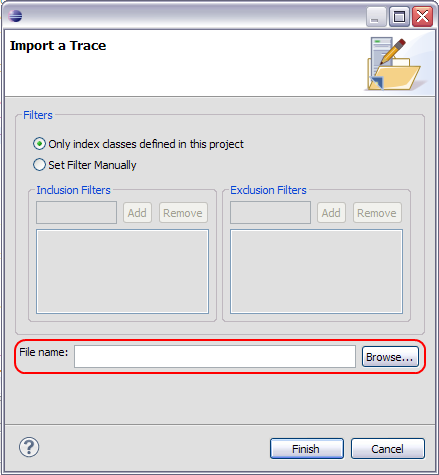 Import a Trace
Filters
Only index classes defined in this project
Set Filter Manually
Inclusion Filters
Exclusion Filters
Add
Remove
Add
Remove
File name:
Browse...
?
Finish
Cancel